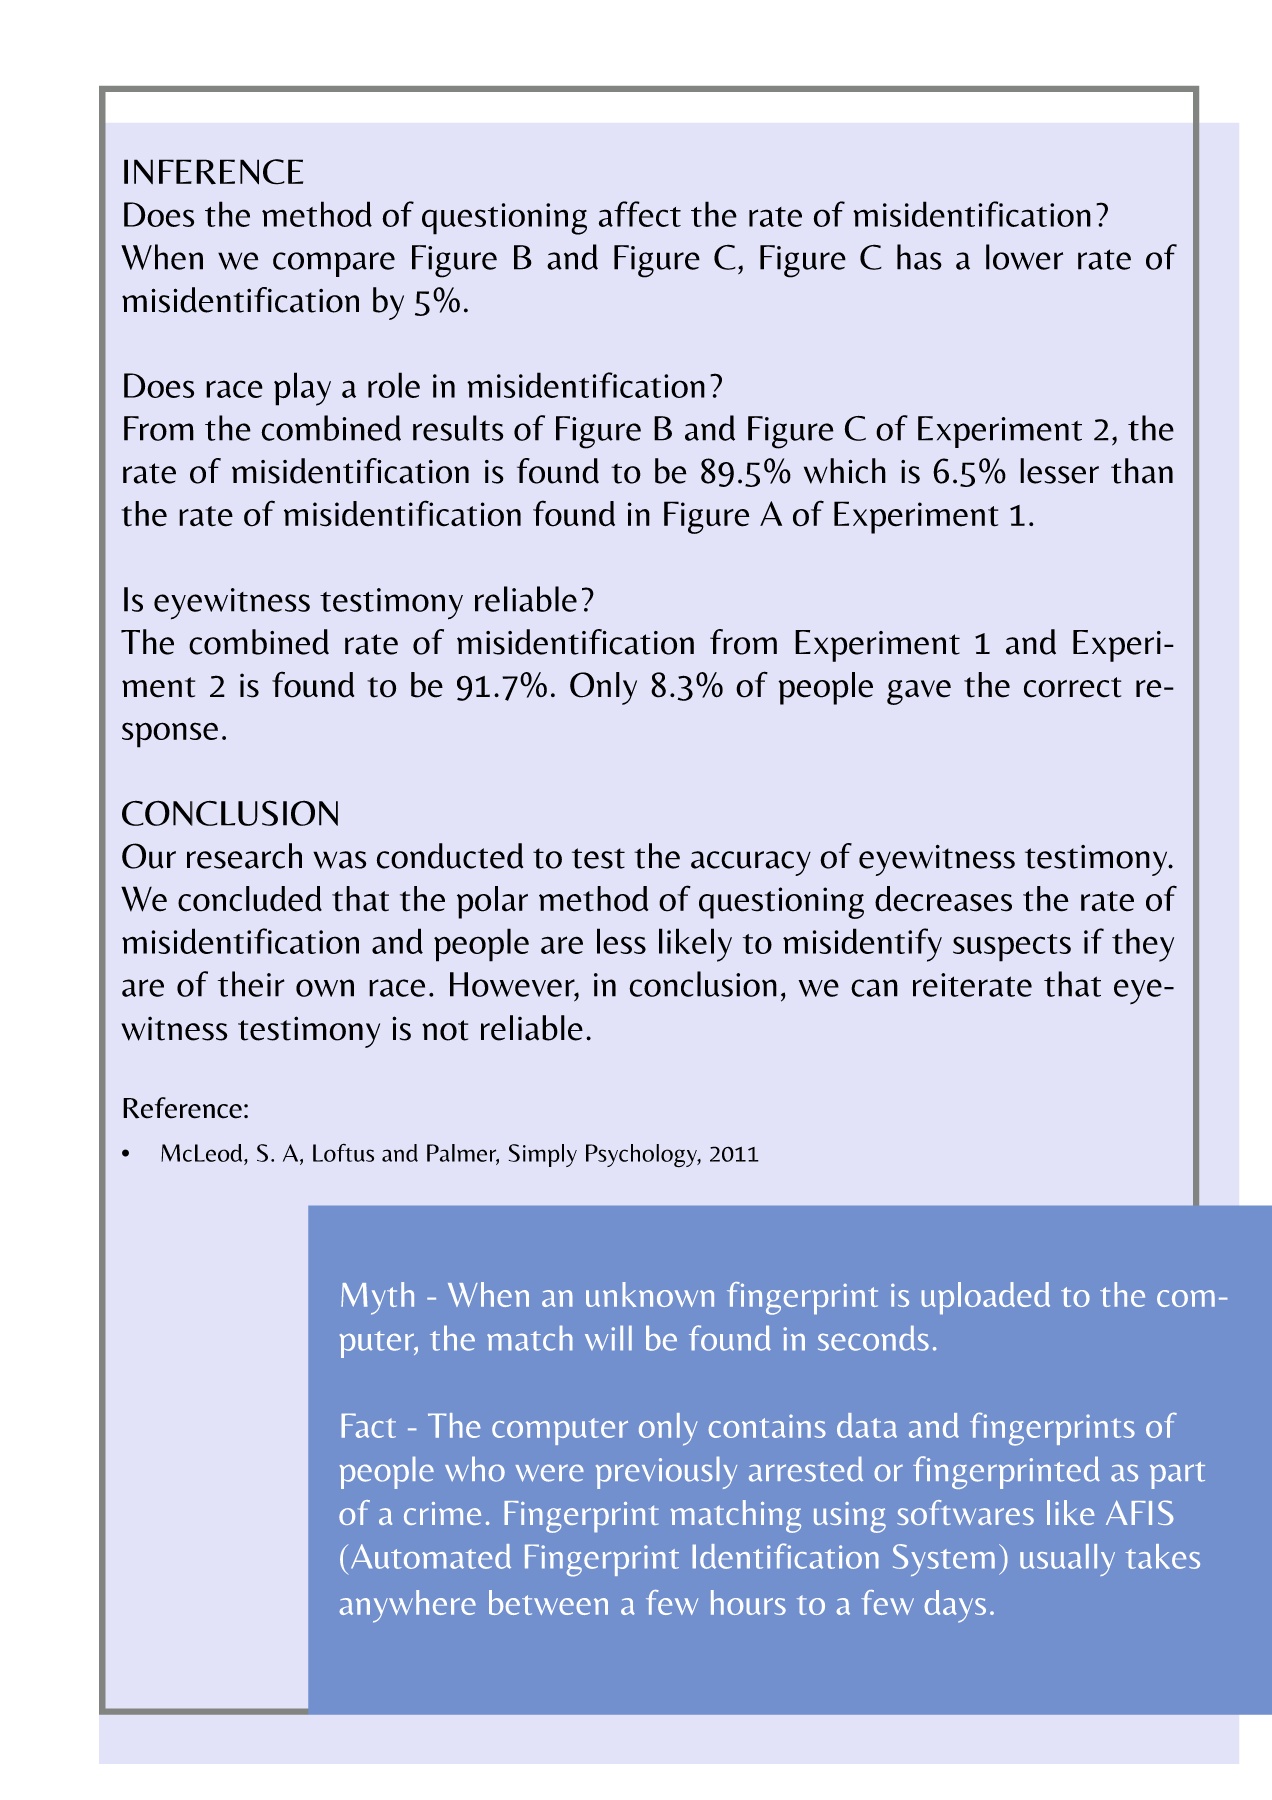 INFERENCE
Does the method of questioning affect the rate of misidentification?
When we compare Figure B and Figure C, Figure C has a lower rate of
misidentification by 5%.
Does race play a role in misidentification?
From the combined results of Figure B and Figure C of Experiment 2, the
rate of misidentification is found to be 89.5% which is 6.5% lesser than
the rate of misidentification found in Figure A of Experiment 1.
Is eyewitness testimony reliable?
The combined rate of misidentification from Experiment 1 and Experi-
ment 2 is found to be 91.7%. Only 8.3% of people gave the correct re-
sponse.
CONCLUSION
Our research was conducted to test the accuracy of eyewitness testimony.
We concluded that the polar method of questioning decreases the rate of
misidentification and people are less likely to misidentify suspects if they
are of their own race. However, in conclusion, we can reiterate that eye-
witness testimony is not reliable.
Reference:
• McLeod, S. A, Loftus and Palmer, Simply Psychology, 2011
Myth - When an unknown fingerprint is uploaded to the com-
puter, the match will be found in seconds.
Fact - The computer only contains data and fingerprints of
people who were previously arrested or fingerprinted as part
of a crime. Fingerprint matching using softwares like AFIS
(Automated Fingerprint Identification System) usually takes
anywhere between a few hours to a few days.